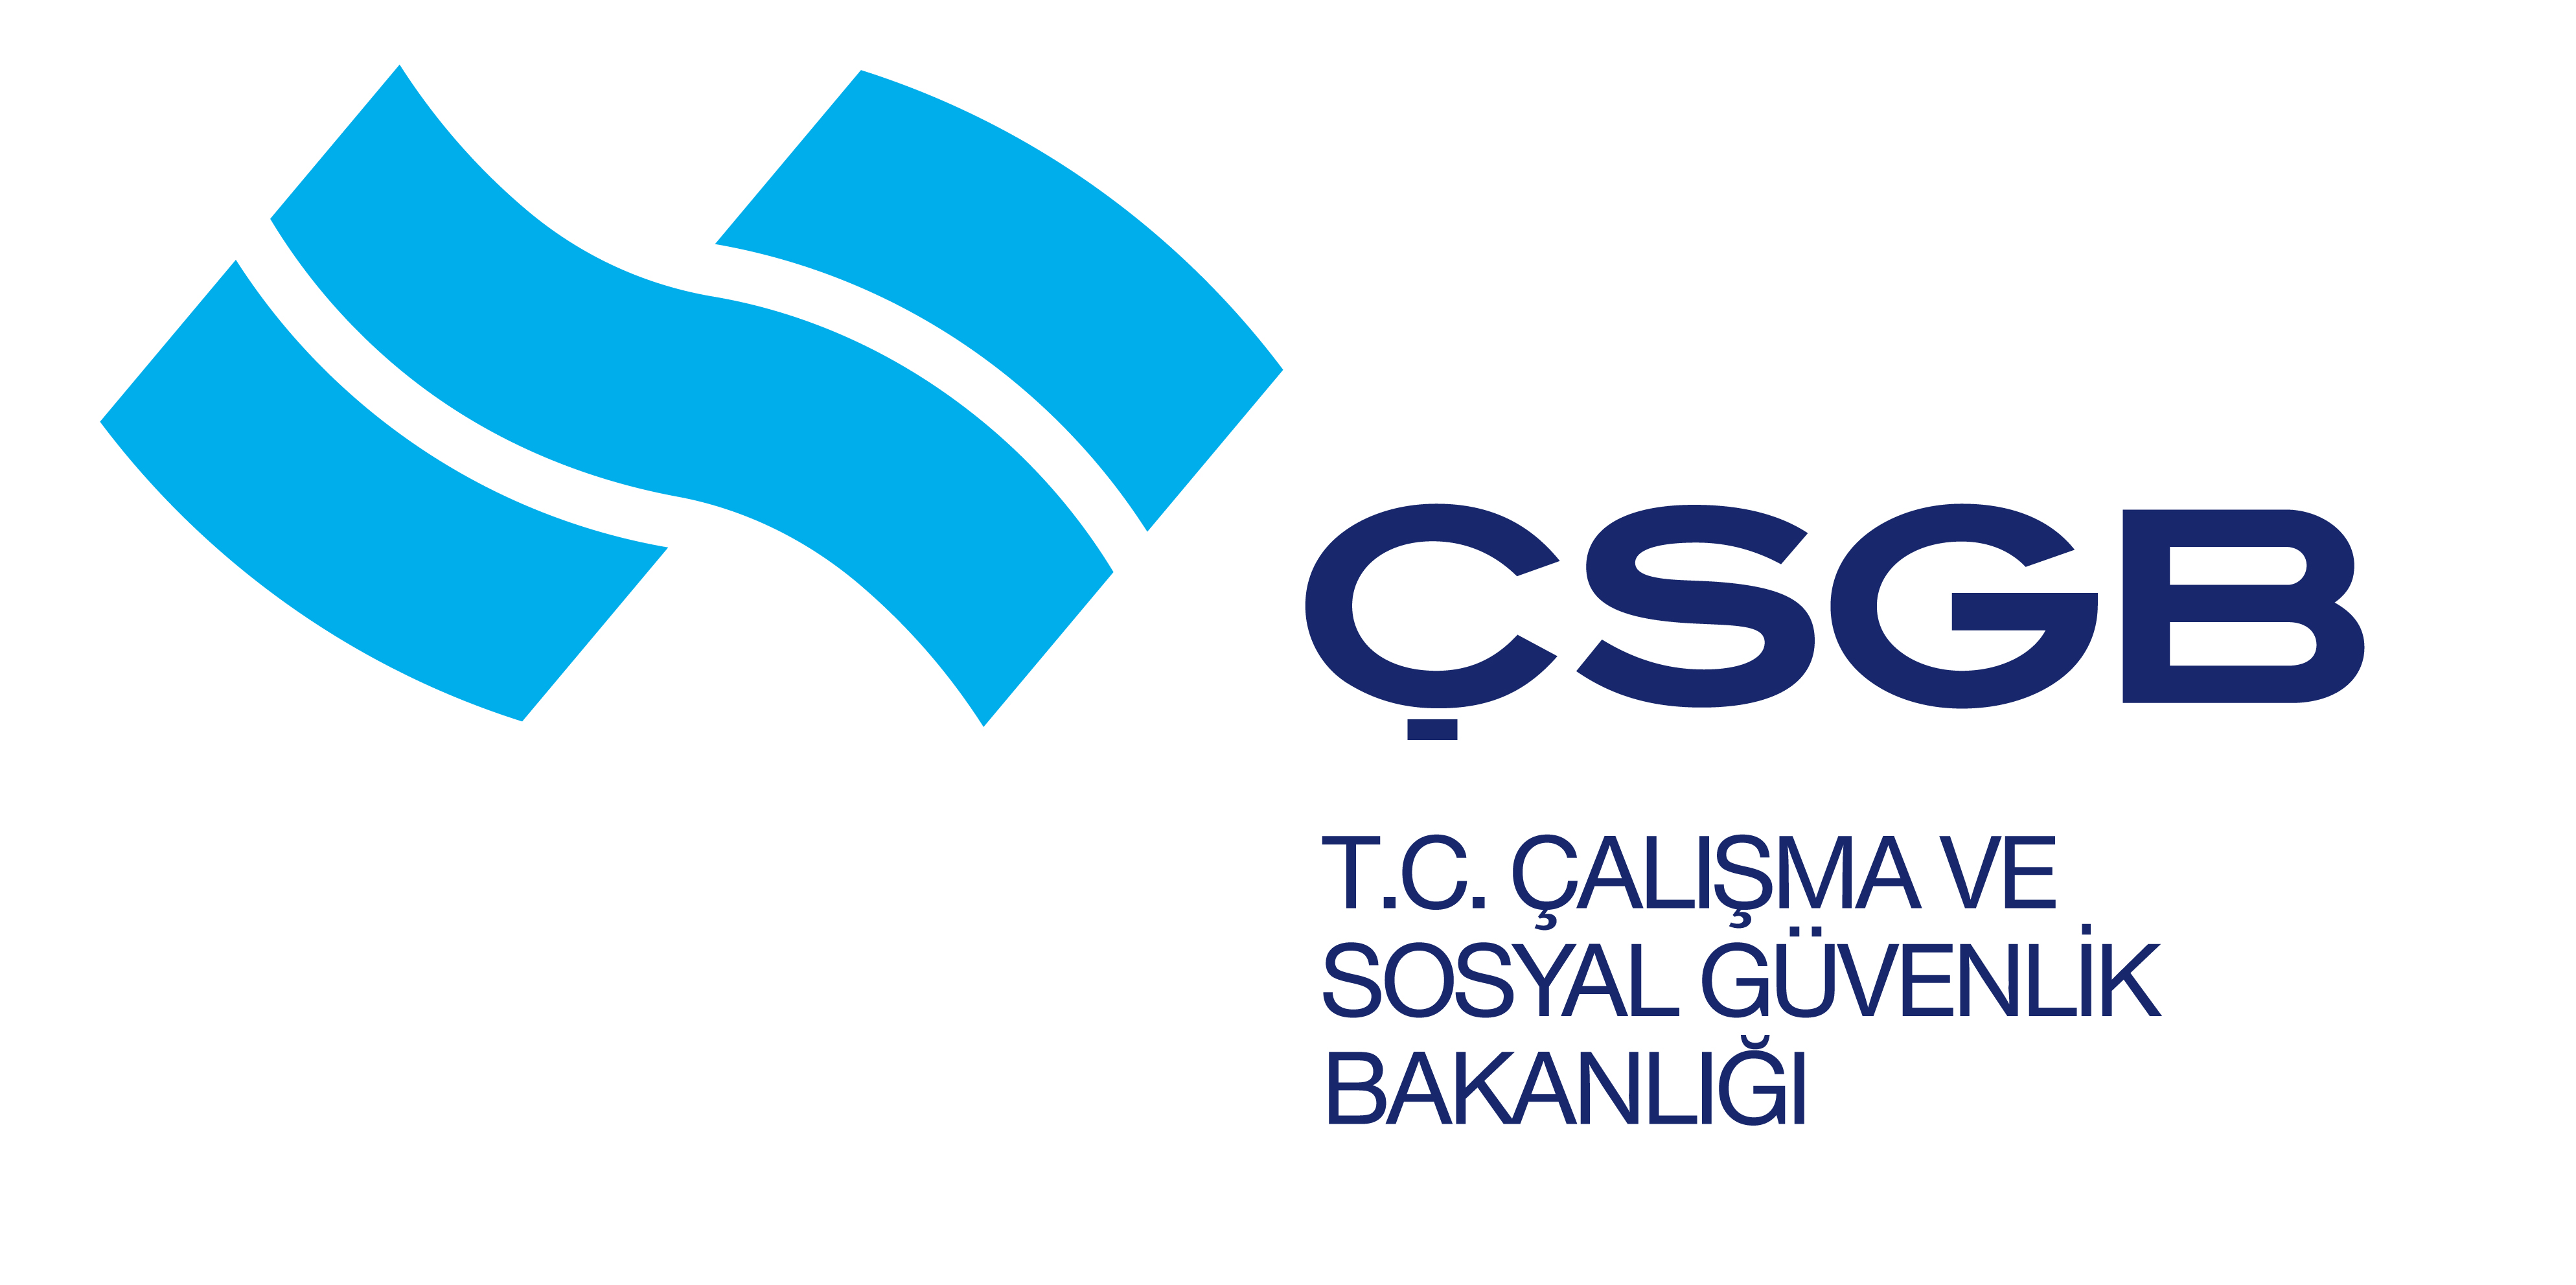 ÇSGB
T.C. ÇALIŞMA VE
SOSYAL GÜVENLİK
BAKANLIĞI